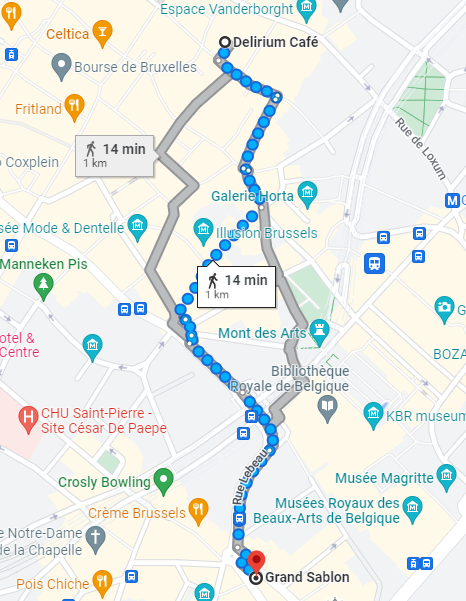 Espace Vanderborght
Celtica
Delirium Café
Bourse de Bruxelles
Fritland
Rue de Loxum
14 min
1 km
o Coxplein
Galerie Horta
M
C
sée Mode & Dentelle
Illusion Brussels
Manneken Pis
14 min
1 km
G
Mont des Arts
otel &
Centre
BOZA
Bibliothèque
Royale de Belgique
H
CHU Saint-Pierre -
Site César De Paepe
KBR museum
Rue Lebeau
Crosly Bowling
Musée Magritte
Crème Brussels
Musées Royaux des
Beaux-Arts de Belgique
e Notre-Dame
de la Chapelle
Grand Sablon
Pois Chiche